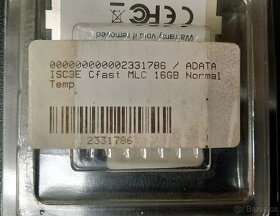 Warranty void if removed
000000000002331786 / ADATA
ISC3E Cfast MLC 16GB Normal
Temp
2331786